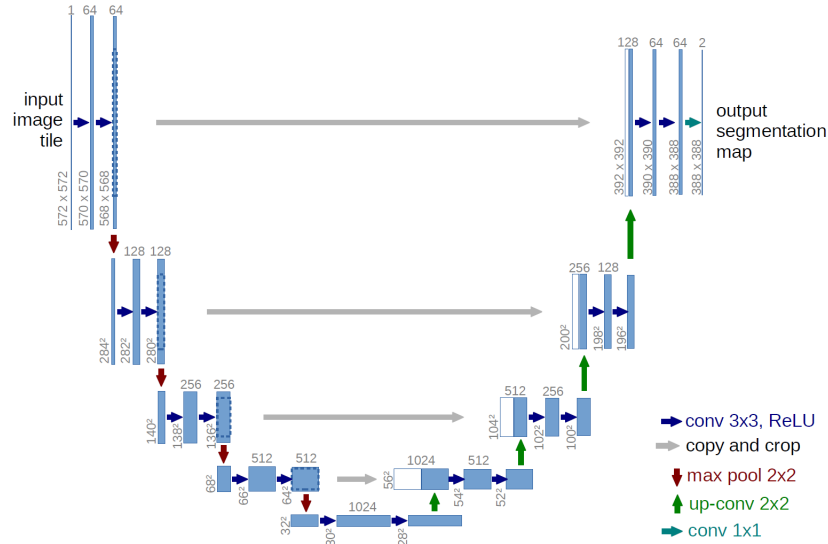 1
64
64
input
image
tile
572 x 572
570 x 570
568 x 568
128
64
64
2
output
segmentation
map
392 x 392
390 x 390
388 x 388
388 x 388
128
128
284²
282²
280²
256
128
200²
198²
196²
256
256
140²
138²
136²
512
256
104²
102²
100²
512
512
68²
66²
64²
1024
512
56²
54²
52²
1024
32²
30²
28²
conv 3x3, ReLU
copy and crop
max pool 2x2
up-conv 2x2
conv 1x1